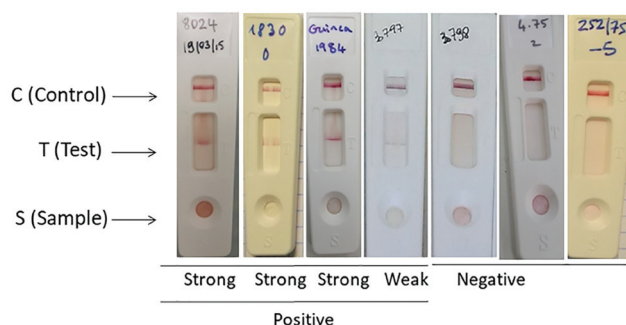 8024
19/03/15
1830
0
Guinea
1984
3797
3798
4.75
2
252/75
-S
C (Control)
T (Test)
S (Sample)
C
T
S
Strong
Strong
Strong
Weak
Negative
Positive